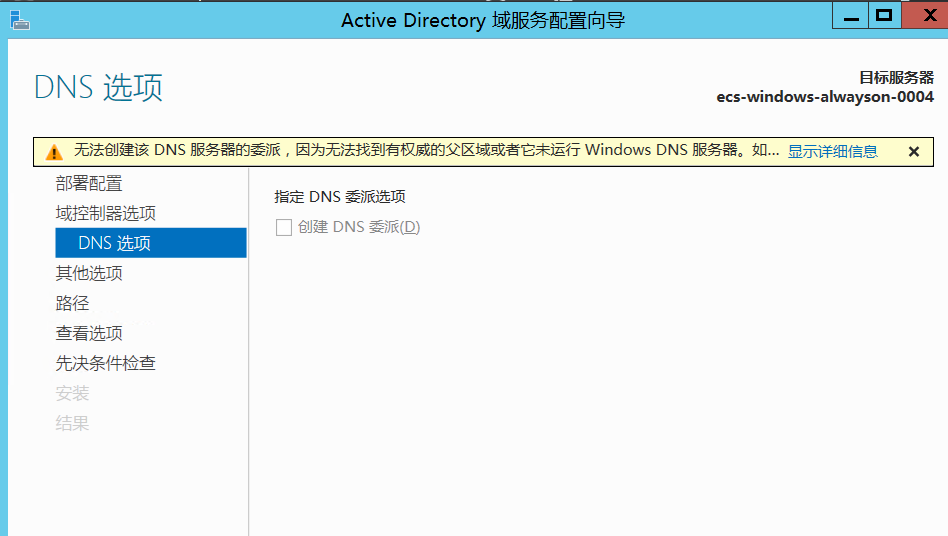 Active Directory 域服务配置向导
DNS 选项
目标服务器
ecs-windows-alwayson-0004
无法创建该 DNS 服务器的委派，因为无法找到有权威的父区域或者它未运行 Windows DNS 服务器。如... 显示详细信息
部署配置
域控制器选项
DNS 选项
其他选项
路径
查看选项
先决条件检查
安装
结果
指定 DNS 委派选项
创建 DNS 委派(D)